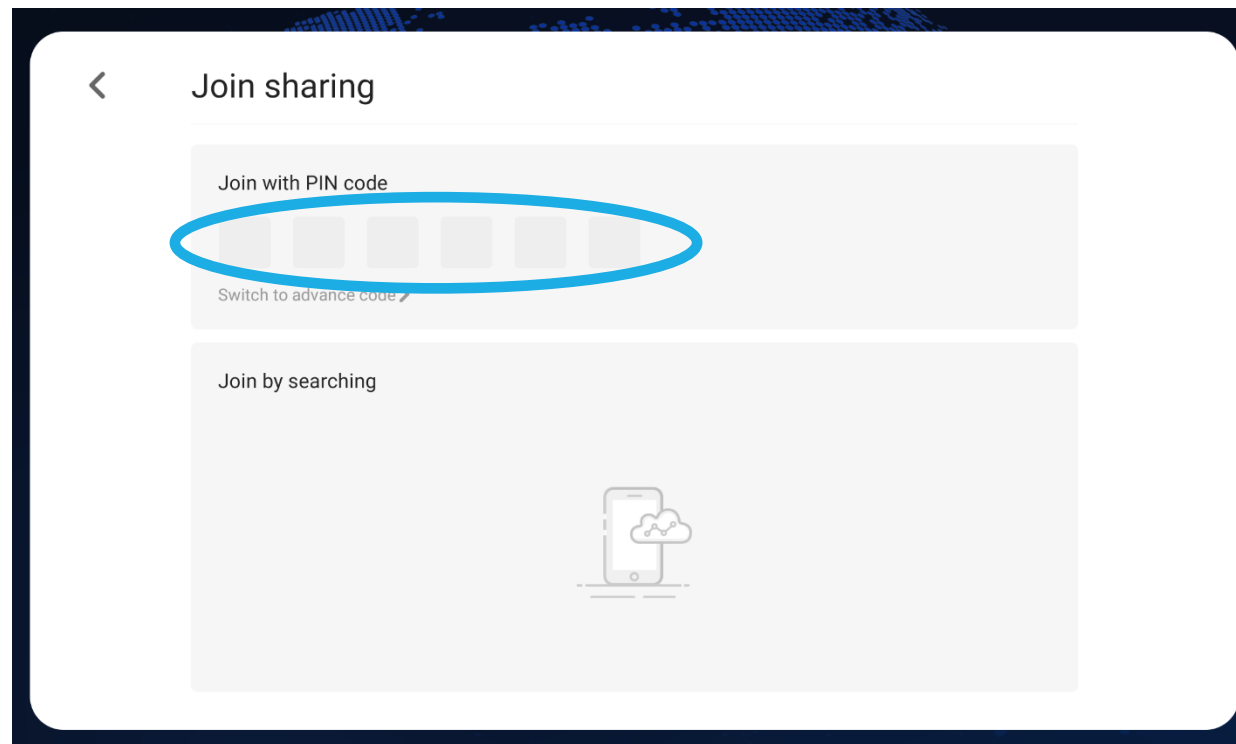 Join sharing
Join with PIN code
Switch to advance code
Join by searching